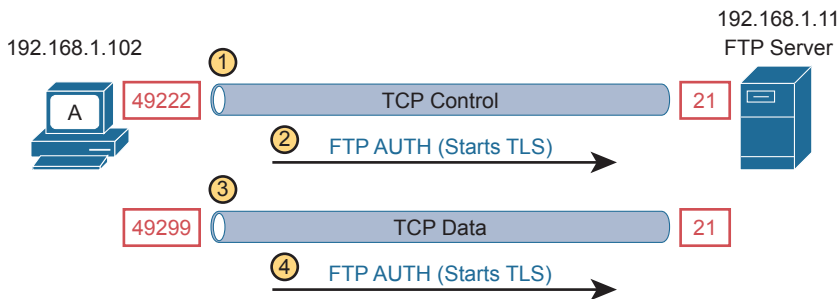 192.168.1.11
192.168.1.102
FTP Server
1
A
49222
TCP Control
21
2
FTP AUTH (Starts TLS)
3
49299
TCP Data
21
4
FTP AUTH (Starts TLS)